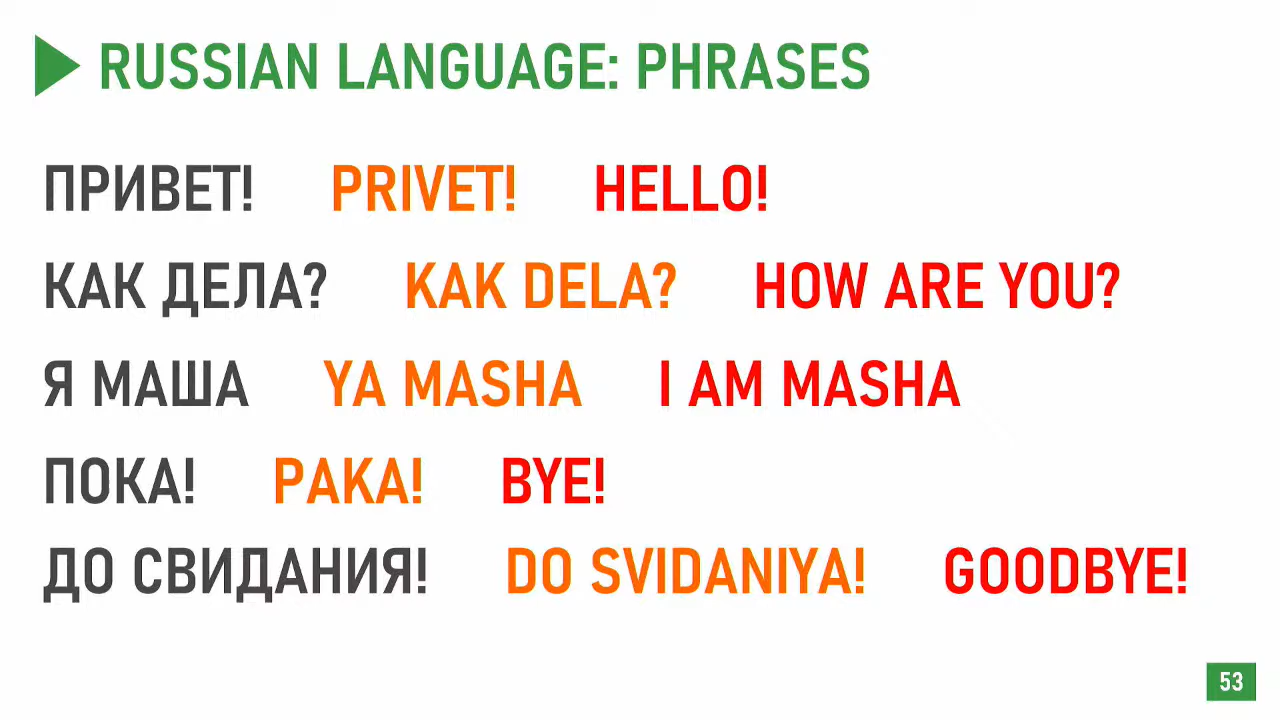 RUSSIAN LANGUAGE: PHRASES
ПРИВЕТ! PRIVET! HELLO!
КАК ДЕЛА? KAK DELA? HOW ARE YOU?
Я МАША YA MASHA I AM MASHA
ПОКА! PAKA! BYE!
ДО СВИДАНИЯ! DO SVIDANIYA! GOODBYE!
53